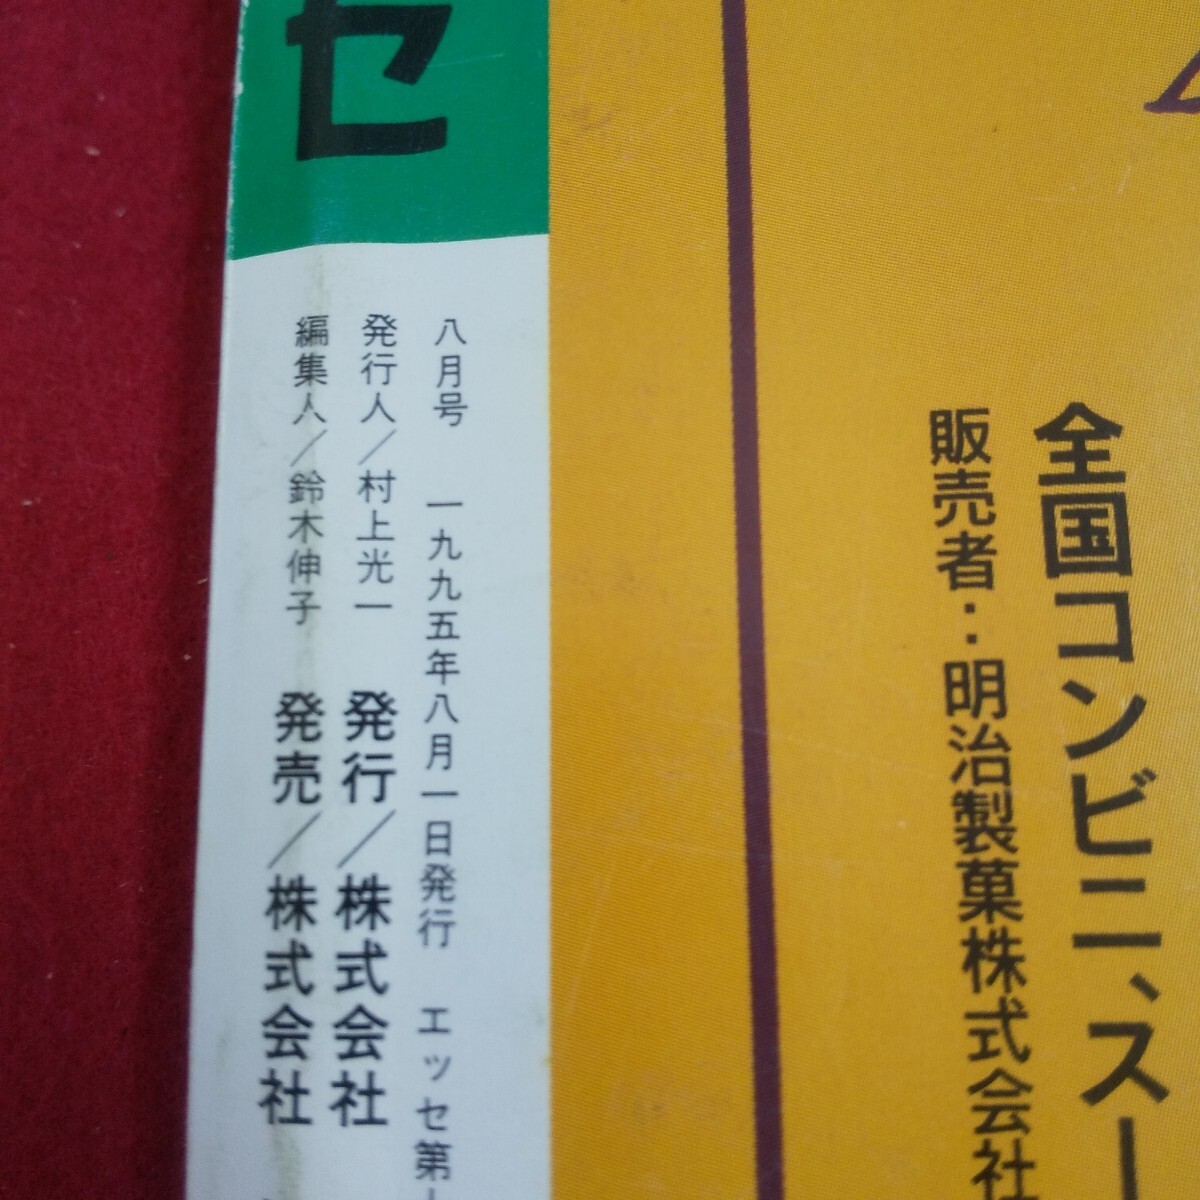 全国コンビニ、スー
販売者:明治製菓株式会社
セ
八月号 一九九五年八月一日発行 エッセ第
発行人/村上光一 発行/株式会社
編集人/鈴木伸子 発売/株式会社